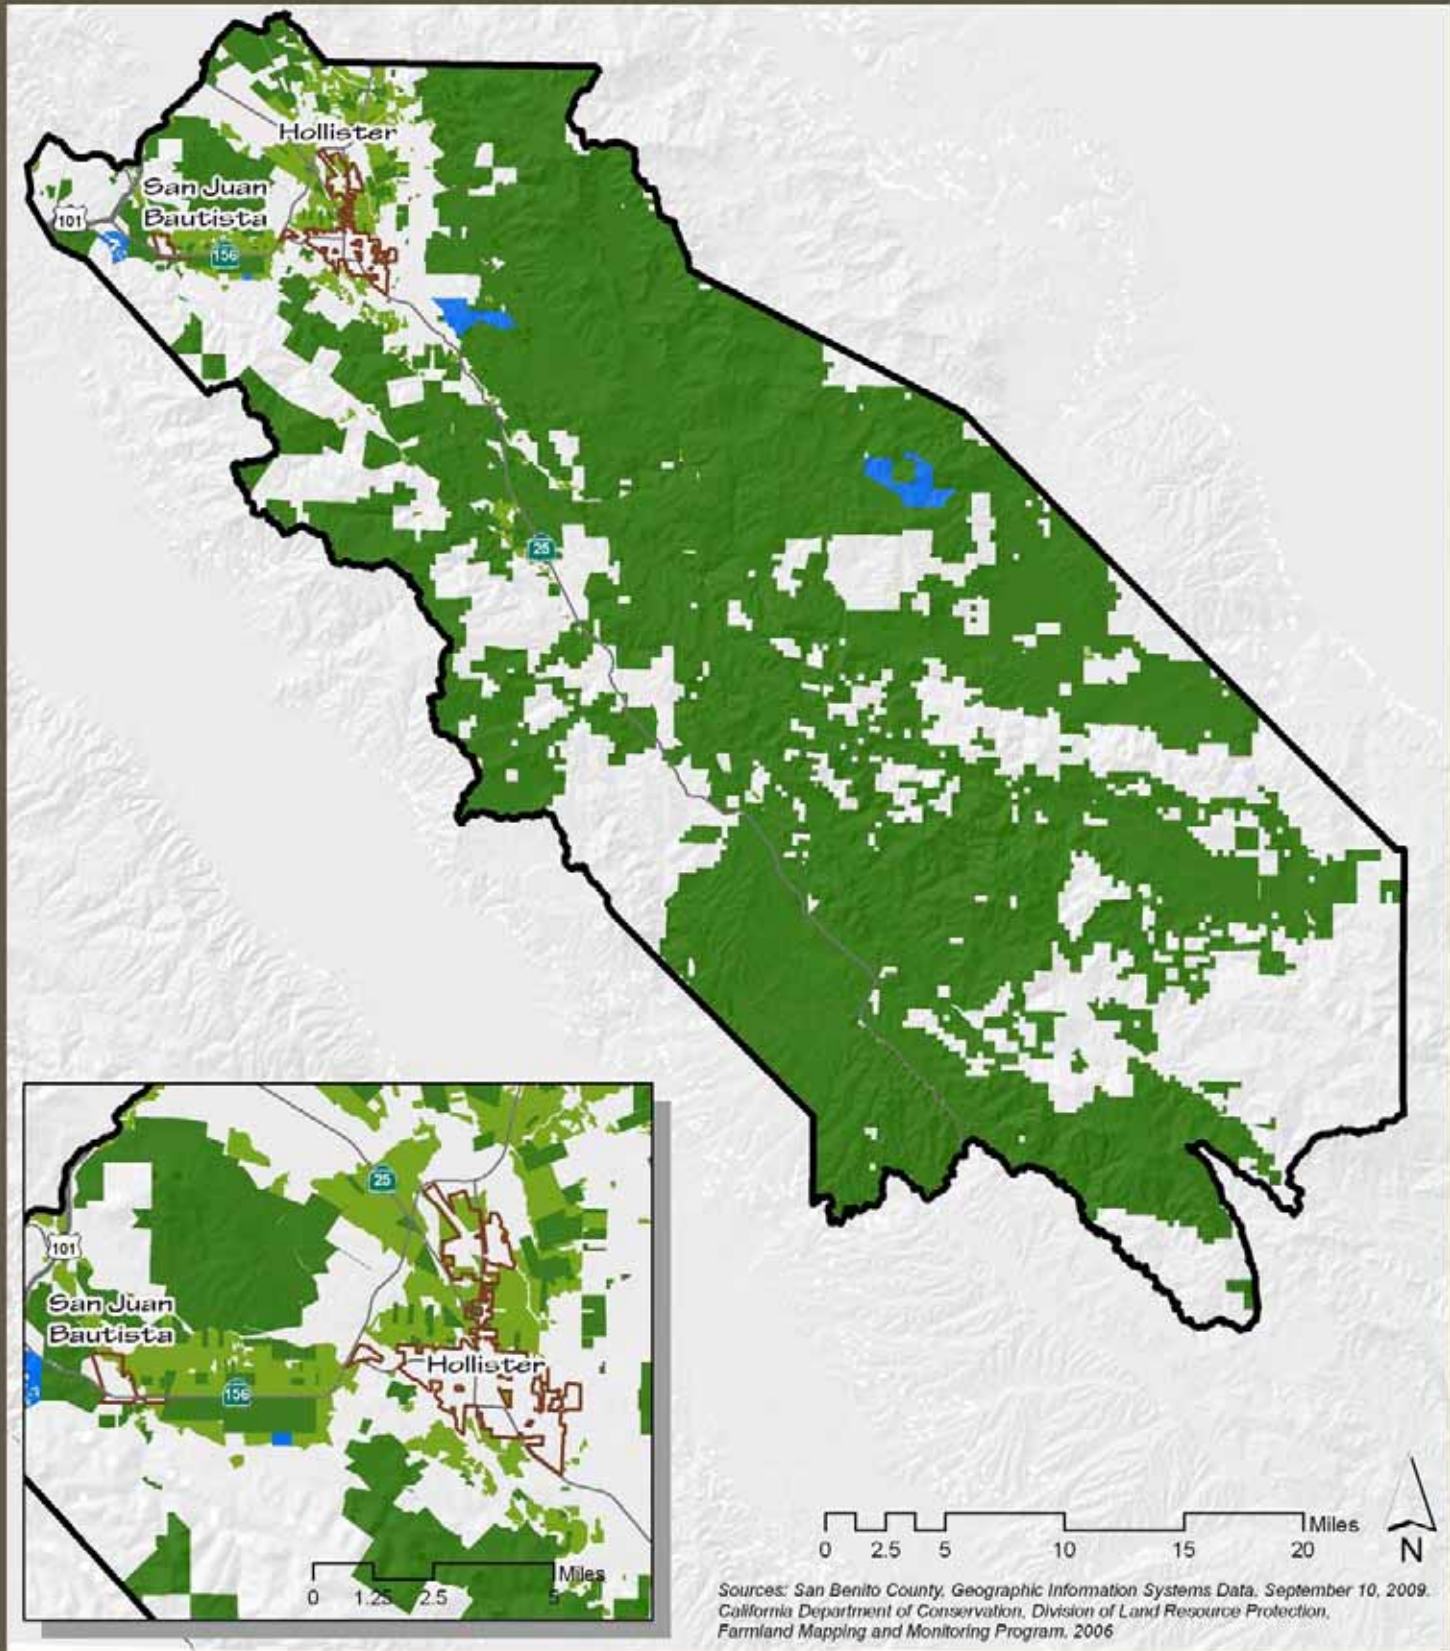 Hollister
San Juan
Bautista
101
156
25
25
101
San Juan
Bautista
Hollister
156
Miles
0 1.25 2.5 5
Miles
0 2.5 5 10 15 20
N
Sources: San Benito County, Geographic Information Systems Data, September 10, 2009.
California Department of Conservation, Division of Land Resource Protection,
Farmland Mapping and Monitoring Program, 2006